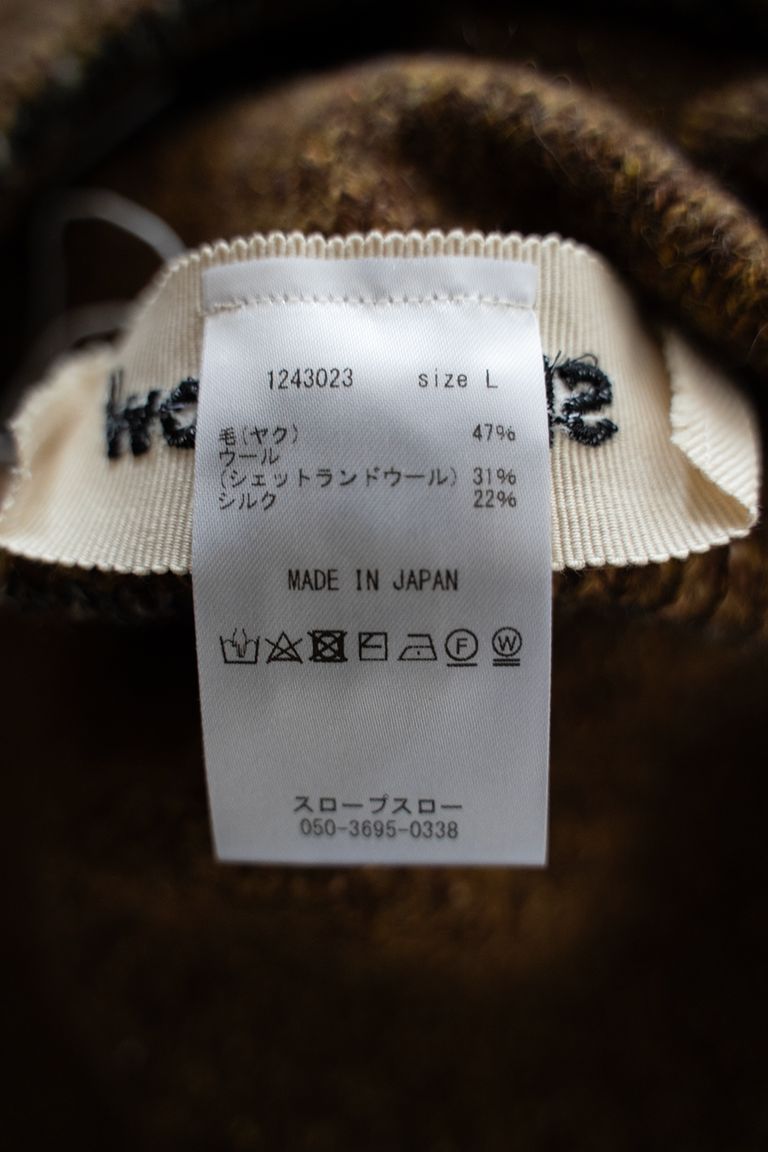 1243023 size L
毛(ヤク) 47%
ウール
(シェットランドウール) 31%
シルク 22%
MADE IN JAPAN
F W
スロープスロー
050-3695-0338